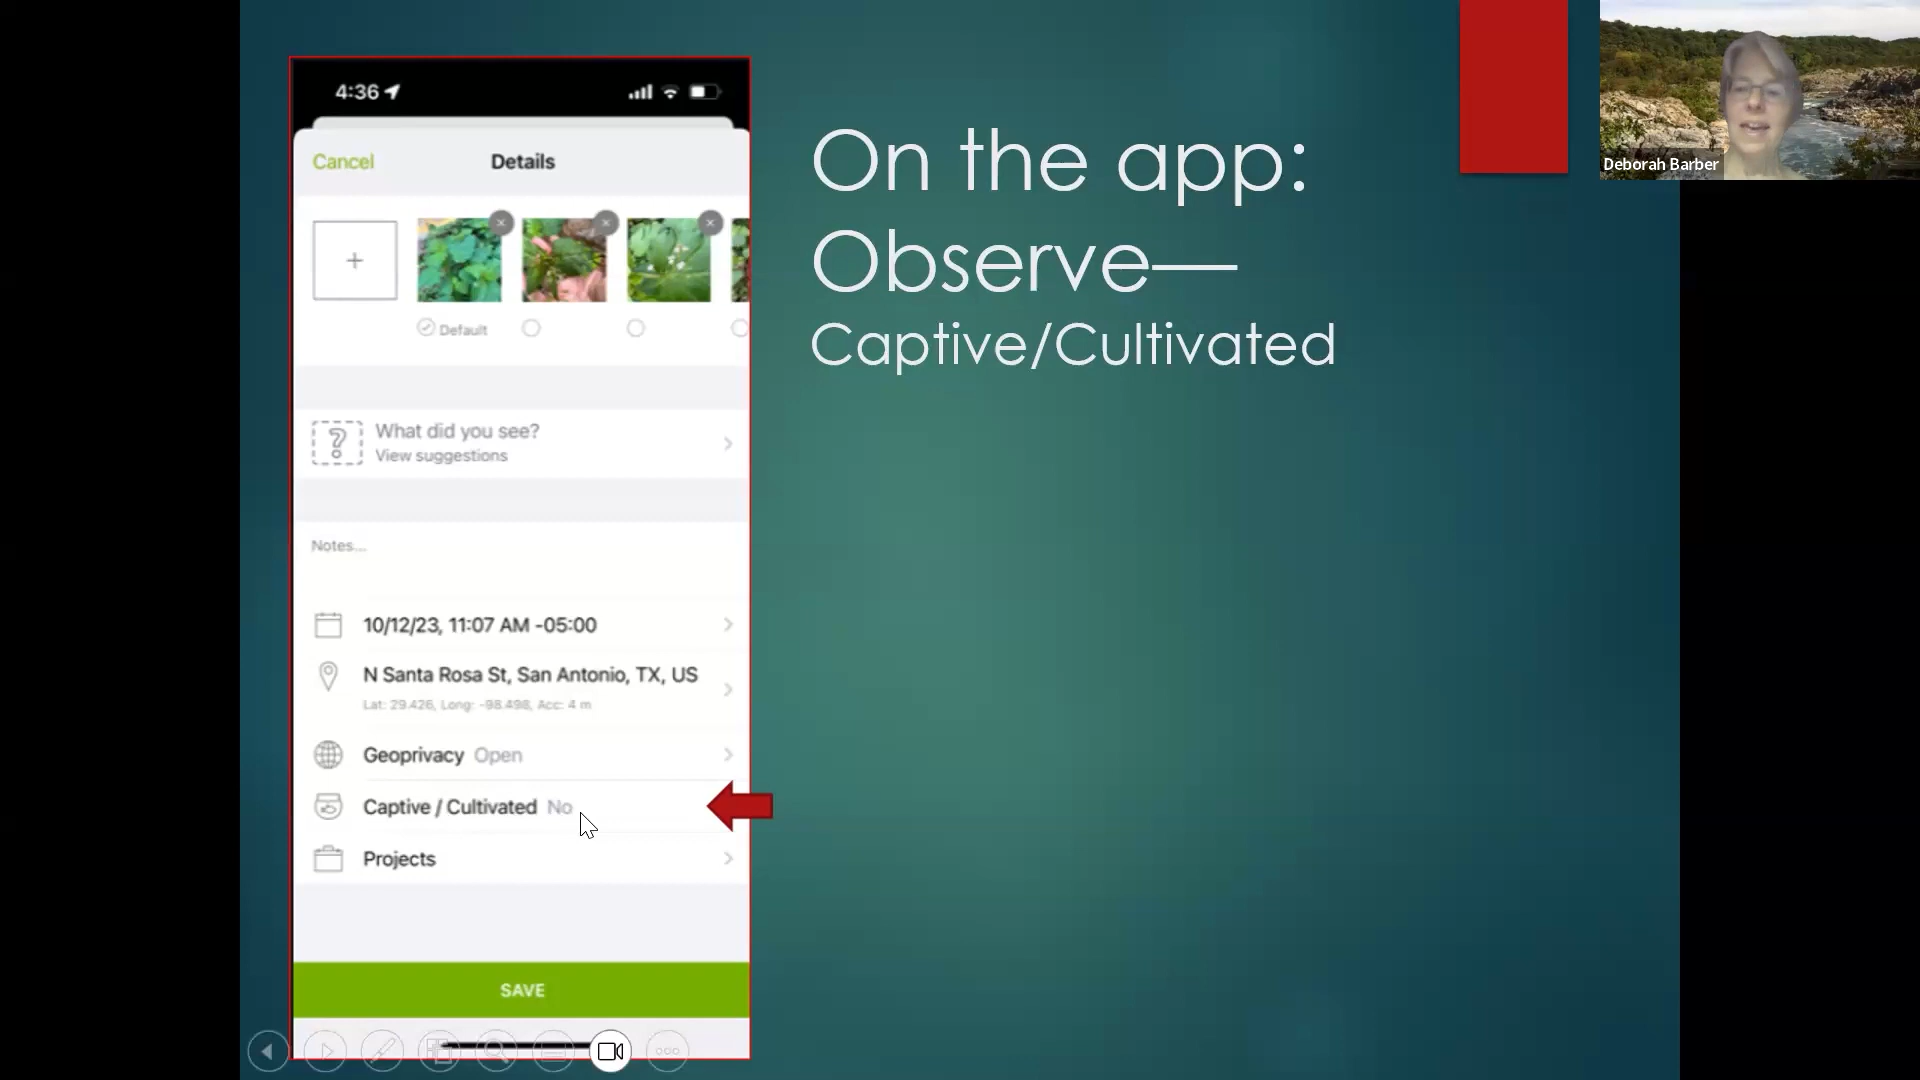 4:36
Cancel
Details
Default
What did you see?
View suggestions
Notes...
10/12/23, 11:07 AM -05:00
N Santa Rosa St, San Antonio, TX, US
Lat: 29.426, Long: -98.498, Acc: 4 m
Geoprivacy Open
Captive / Cultivated No
Projects
SAVE
On the app:
Observe—
Captive/Cultivated
Deborah Barber